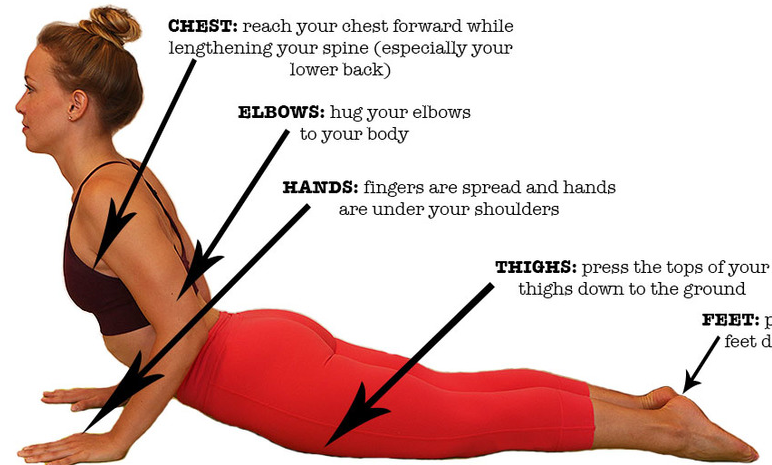 CHEST: reach your chest forward while
lengthening your spine (especially your
lower back)
ELBOWS: hug your elbows
to your body
HANDS: fingers are spread and hands
are under your shoulders
THIGHS: press the tops of your
thighs down to the ground
FEET:
feet